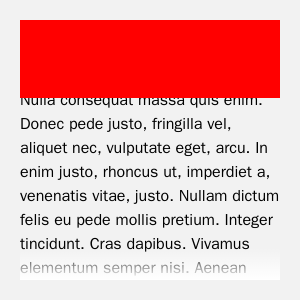 Nulla consequat massa quis enim.
Donec pede justo, fringilla vel,
aliquet nec, vulputate eget, arcu. In
enim justo, rhoncus ut, imperdiet a,
venenatis vitae, justo. Nullam dictum
felis eu pede mollis pretium. Integer
tincidunt. Cras dapibus. Vivamus
elementum semper nisi. Aenean